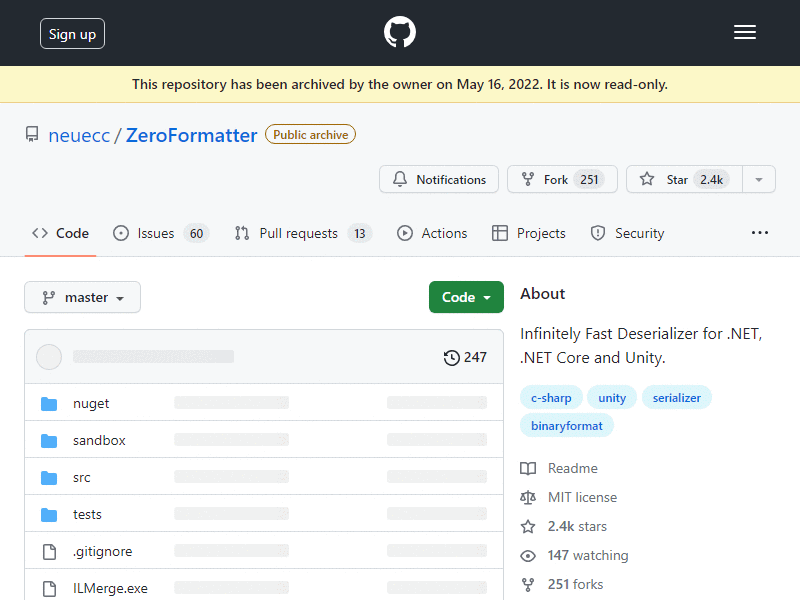 Sign up
This repository has been archived by the owner on May 16, 2022. It is now read-only.
neuecc / ZeroFormatter Public archive
Notifications Fork 251 Star 2.4k
Code Issues 60 Pull requests 13 Actions Projects Security
master Code
247
nuget
sandbox
src
tests
.gitignore
ILMerge.exe
About
Infinitely Fast Deserializer for .NET,
.NET Core and Unity.
c-sharp unity serializer
binaryformat
Readme
MIT license
2.4k stars
147 watching
251 forks